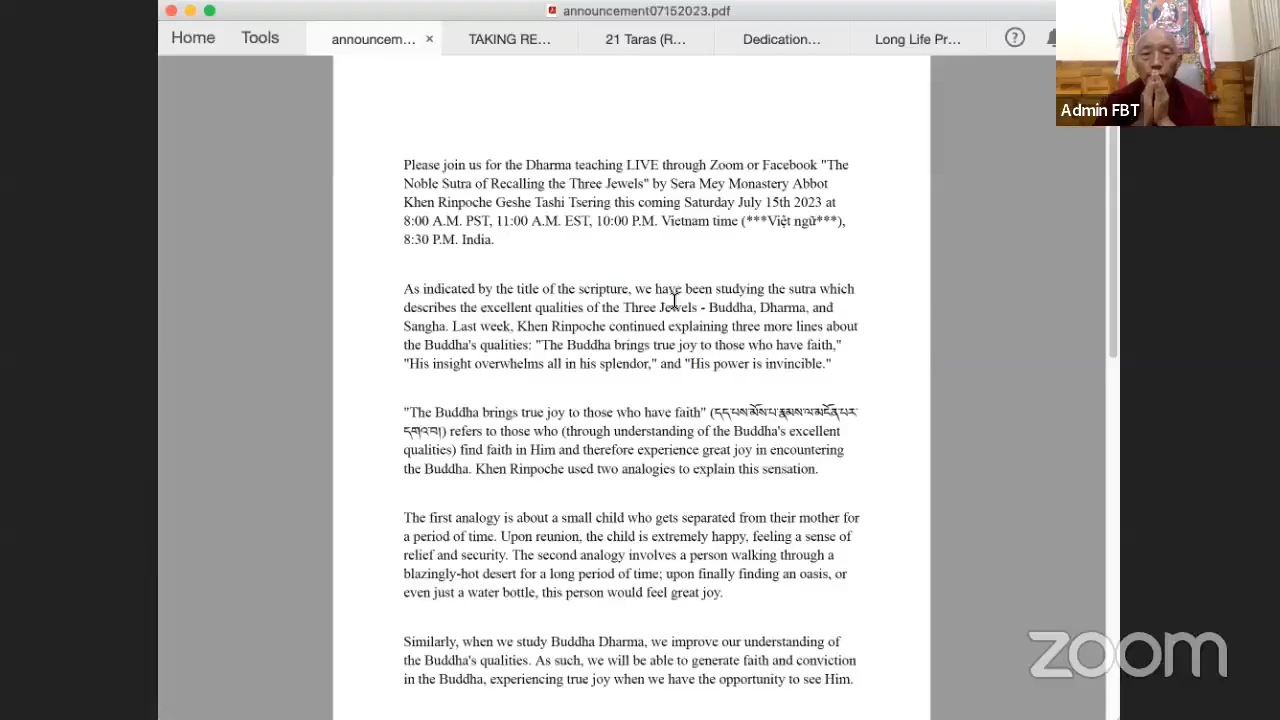 announcement07152023.pdf
Home Tools announcem... × TAKING RE... 21 Taras (R... Dedication... Long Life Pr... ?
Admin FBT
Please join us for the Dharma teaching LIVE through Zoom or Facebook "The
Noble Sutra of Recalling the Three Jewels" by Sera Mey Monastery Abbot
Khen Rinpoche Geshe Tashi Tsering this coming Saturday July 15th 2023 at
8:00 A.M. PST, 11:00 A.M. EST, 10:00 P.M. Vietnam time (***Việt ngữ***),
8:30 P.M. India.
As indicated by the title of the scripture, we have been studying the sutra which
describes the excellent qualities of the Three Jewels - Buddha, Dharma, and
Sangha. Last week, Khen Rinpoche continued explaining three more lines about
the Buddha's qualities: "The Buddha brings true joy to those who have faith,"
"His insight overwhelms all in his splendor," and "His power is invincible."
"The Buddha brings true joy to those who have faith" (དད་པས་མོས་པ་རྣམས་ལ་མངོན་པར་
དགའ་བ།) refers to those who (through understanding of the Buddha's excellent
qualities) find faith in Him and therefore experience great joy in encountering
the Buddha. Khen Rinpoche used two analogies to explain this sensation.
The first analogy is about a small child who gets separated from their mother for
a period of time. Upon reunion, the child is extremely happy, feeling a sense of
relief and security. The second analogy involves a person walking through a
blazingly-hot desert for a long period of time; upon finally finding an oasis, or
even just a water bottle, this person would feel great joy.
Similarly, when we study Buddha Dharma, we improve our understanding of
the Buddha's qualities. As such, we will be able to generate faith and conviction
in the Buddha, experiencing true joy when we have the opportunity to see Him.
zoom